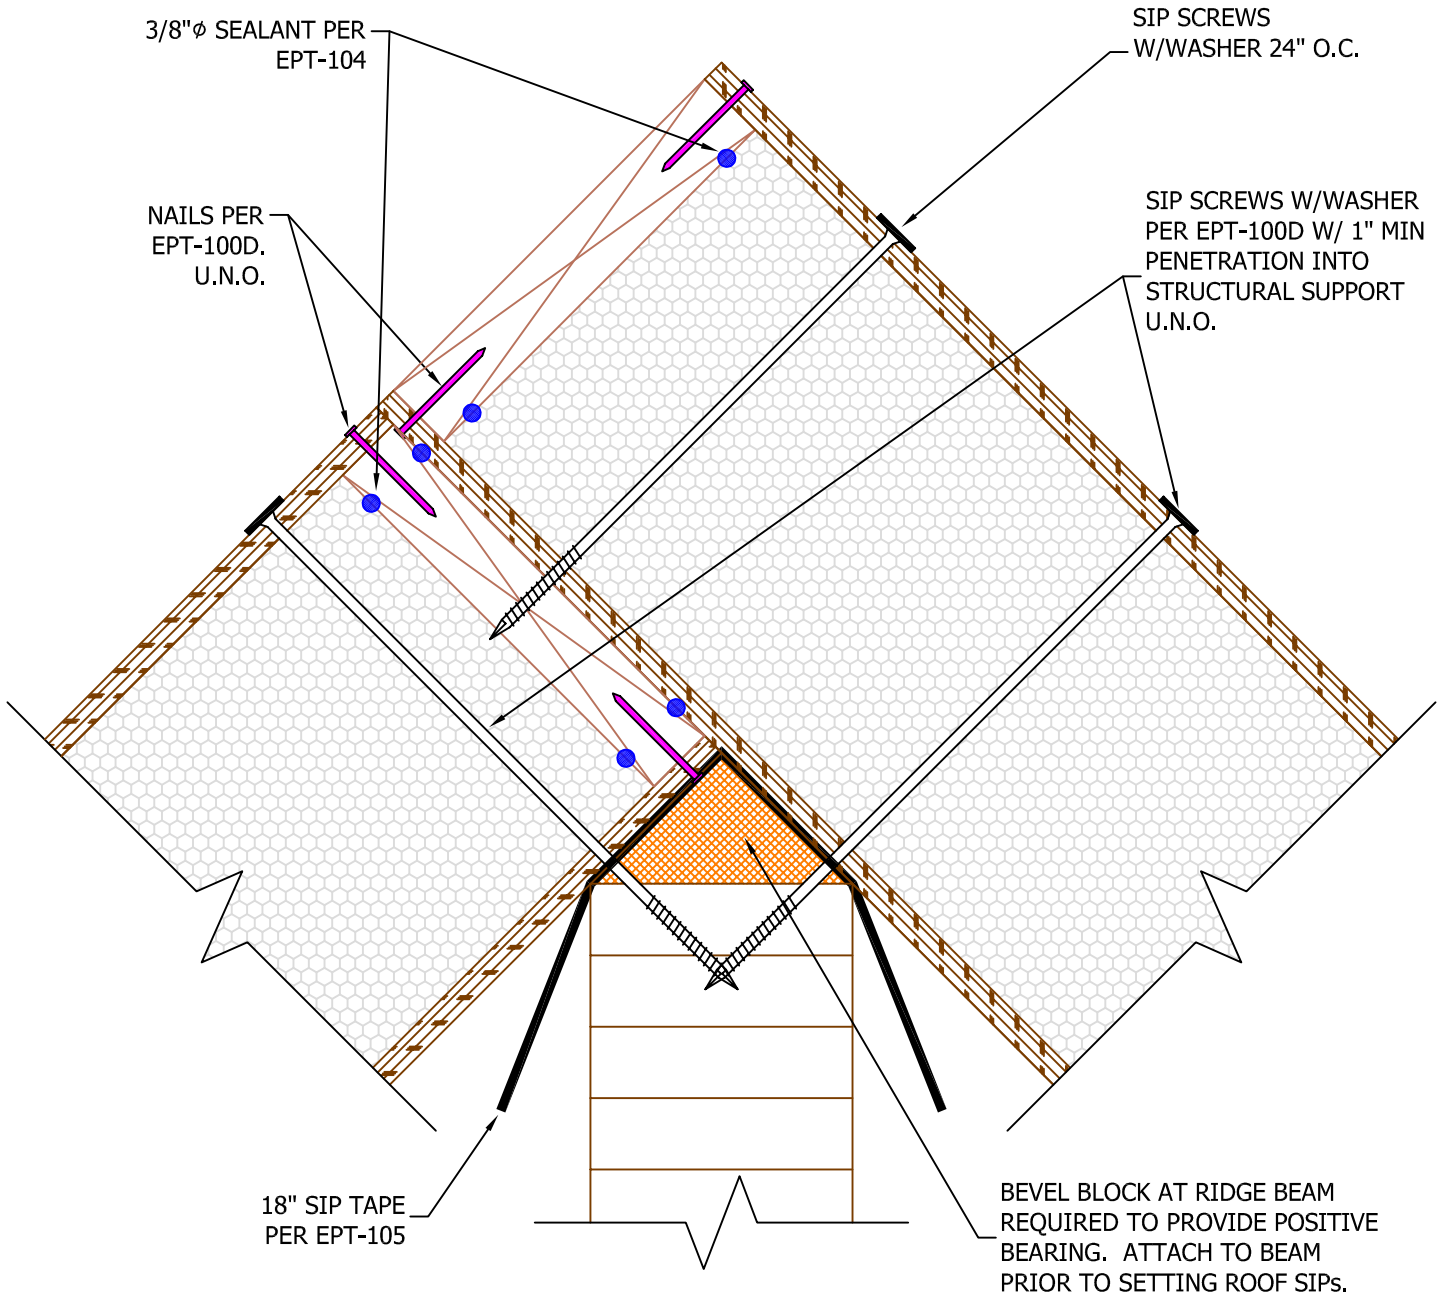 3/8"ø SEALANT PER
EPT-104
SIP SCREWS
W/WASHER 24" O.C.
NAILS PER
EPT-100D.
U.N.O.
SIP SCREWS W/WASHER
PER EPT-100D W/ 1" MIN
PENETRATION INTO
STRUCTURAL SUPPORT
U.N.O.
18" SIP TAPE
PER EPT-105
BEVEL BLOCK AT RIDGE BEAM
REQUIRED TO PROVIDE POSITIVE
BEARING.  ATTACH TO BEAM
PRIOR TO SETTING ROOF SIPs.